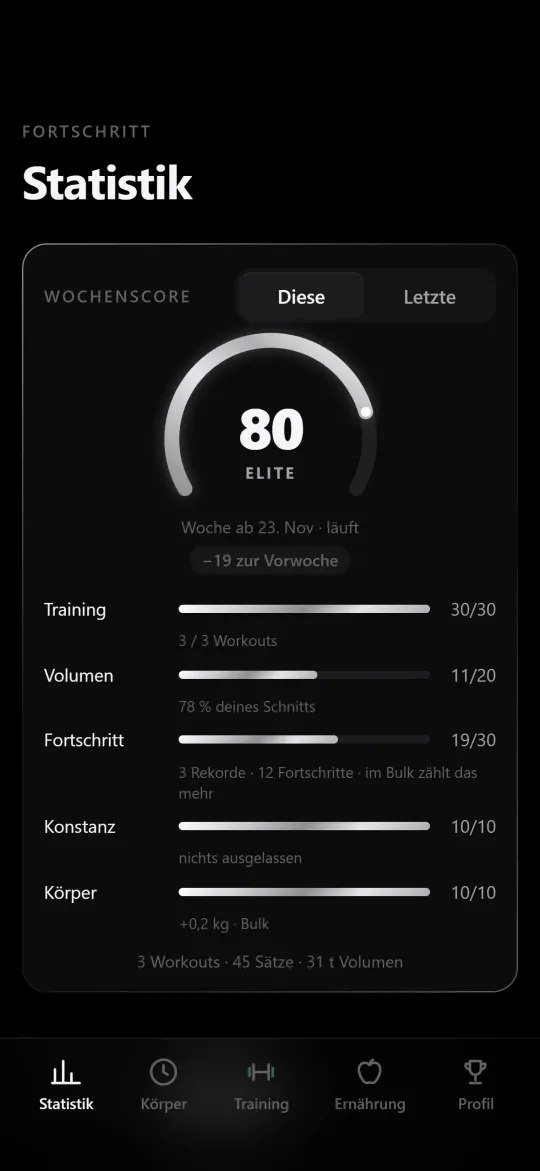 FORTSCHRITT
Statistik
WOCHENSCORE
Diese
Letzte
80
ELITE
Woche ab 23. Nov · läuft
−19 zur Vorwoche
Training
30/30
3 / 3 Workouts
Volumen
11/20
78 % deines Schnitts
Fortschritt
19/30
3 Rekorde · 12 Fortschritte · im Bulk zählt das
mehr
Konstanz
10/10
nichts ausgelassen
Körper
10/10
+0,2 kg · Bulk
3 Workouts · 45 Sätze · 31 t Volumen
Statistik
Körper
Training
Ernährung
Profil